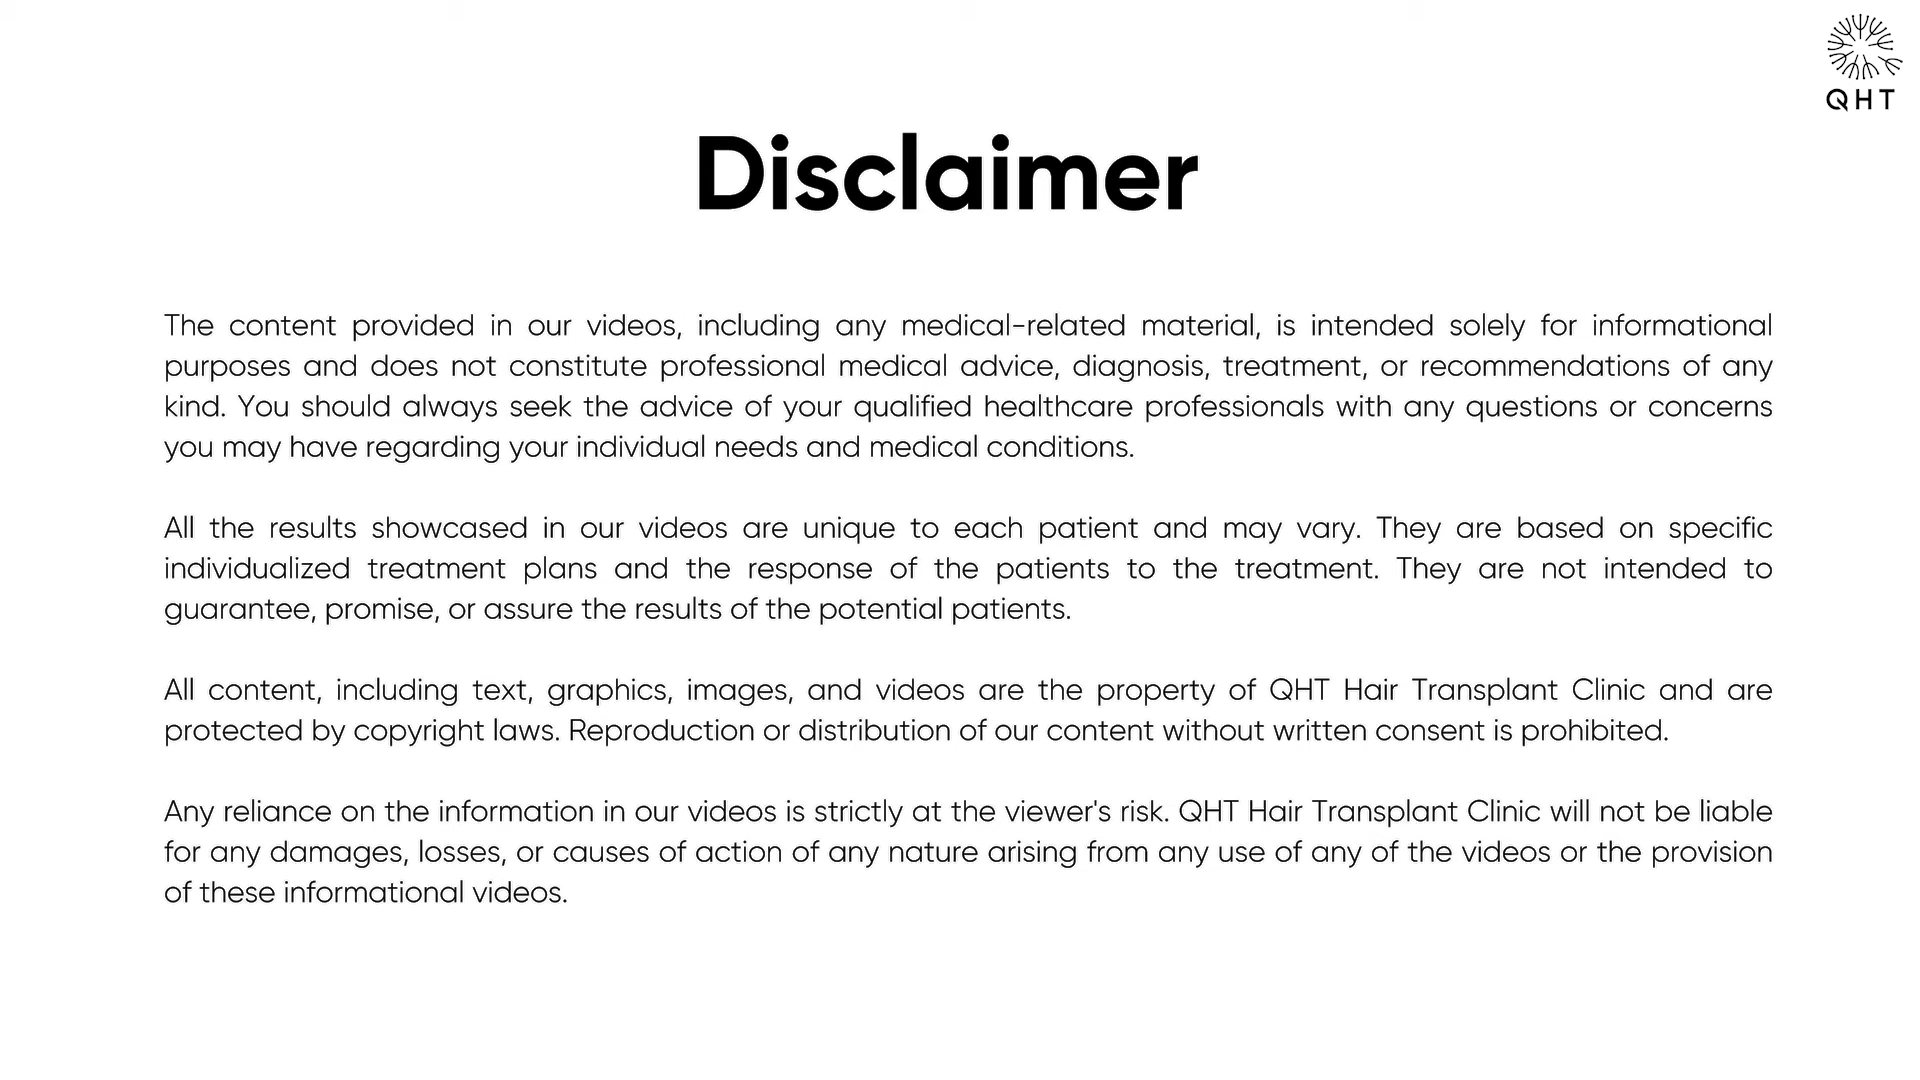 QHT
Disclaimer
The content provided in our videos, including any medical-related material, is intended solely for informational
purposes and does not constitute professional medical advice, diagnosis, treatment, or recommendations of any
kind. You should always seek the advice of your qualified healthcare professionals with any questions or concerns
you may have regarding your individual needs and medical conditions.
All the results showcased in our videos are unique to each patient and may vary. They are based on specific
individualized treatment plans and the response of the patients to the treatment. They are not intended to
guarantee, promise, or assure the results of the potential patients.
All content, including text, graphics, images, and videos are the property of QHT Hair Transplant Clinic and are
protected by copyright laws. Reproduction or distribution of our content without written consent is prohibited.
Any reliance on the information in our videos is strictly at the viewer's risk. QHT Hair Transplant Clinic will not be liable
for any damages, losses, or causes of action of any nature arising from any use of any of the videos or the provision
of these informational videos.